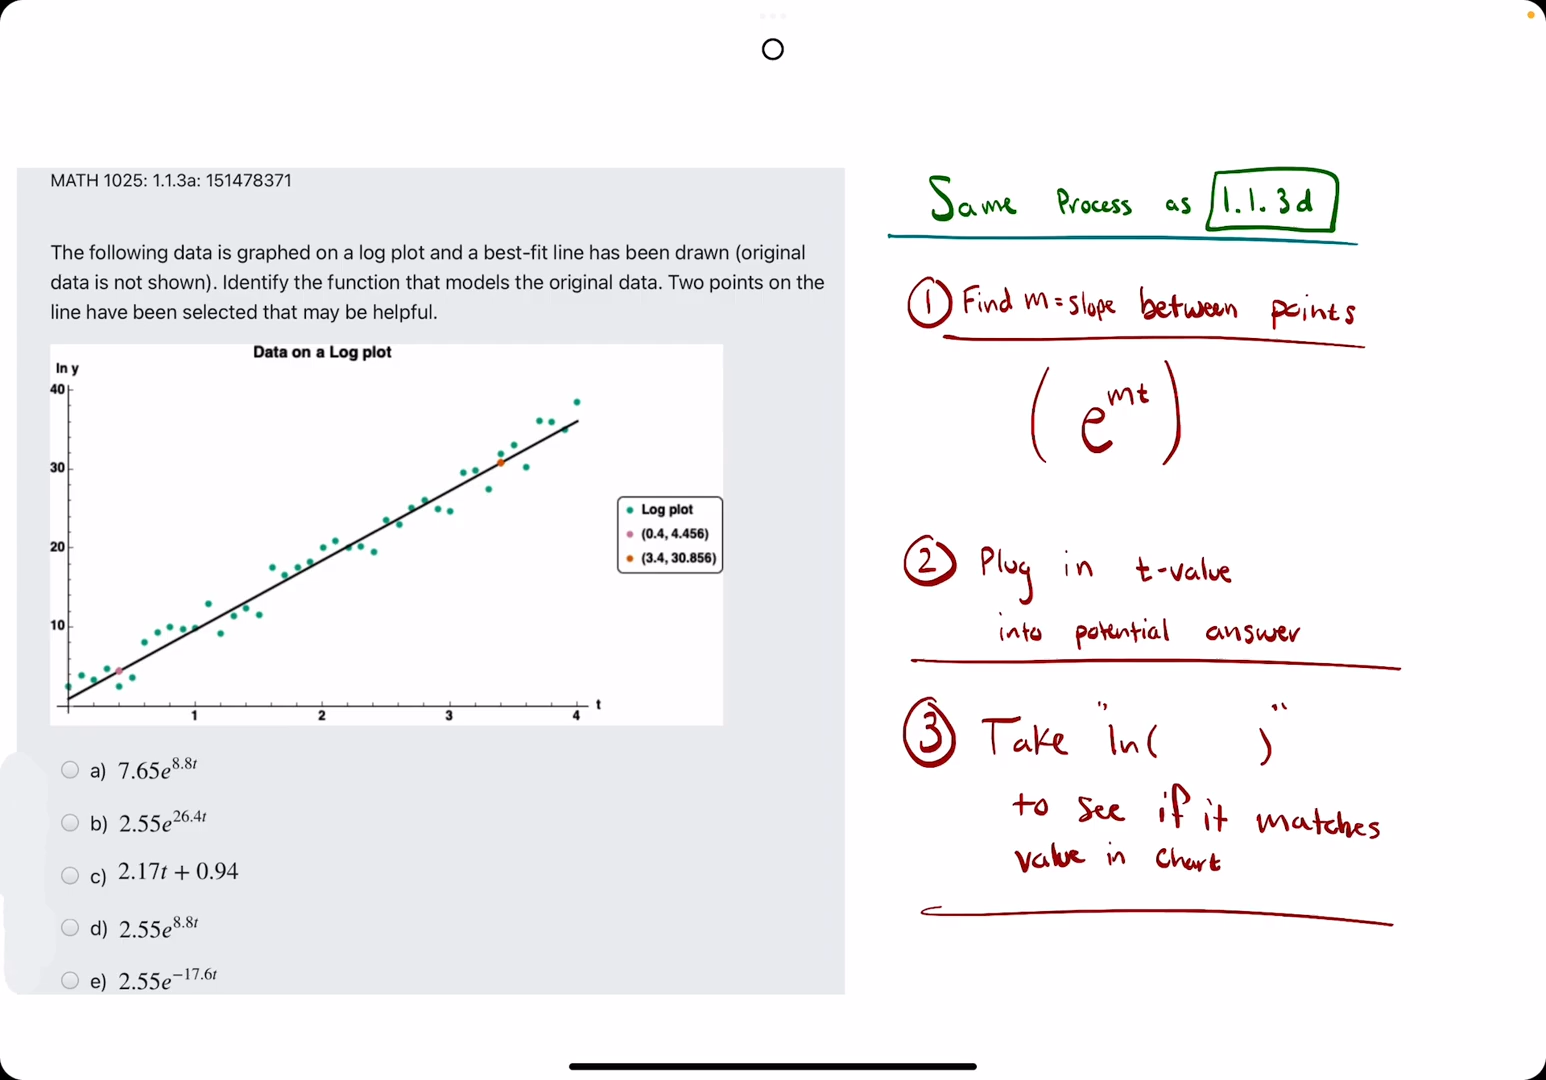 MATH 1025: 1.1.3a: 151478371
The following data is graphed on a log plot and a best-fit line has been drawn (original
data is not shown). Identify the function that models the original data. Two points on the
line have been selected that may be helpful.
Data on a Log plot
ln y
40
30
20
10
1 2 3 4 t
Log plot
(0.4, 4.456)
(3.4, 30.856)
a) 7.65e^{8.8t}
b) 2.55e^{26.4t}
c) 2.17t + 0.94
d) 2.55e^{8.8t}
e) 2.55e^{−17.6t}
Same Process as 1.1.3d
① Find m = slope between points
(e^{mt})
② Plug in t-value
into potential answer
③ Take "ln( )"
to see if it matches
value in chart